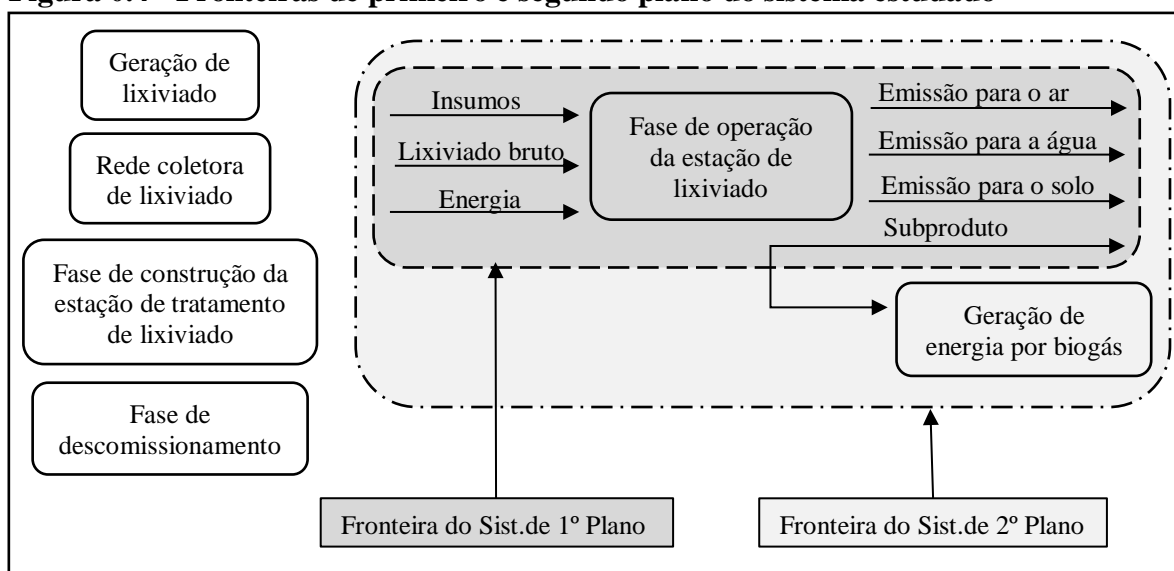 Figura - Fronteiras de primeiro e segundo plano do sistema estudado
Geração de
lixiviado
Rede coletora
de lixiviado
Fase de construção da
estação de tratamento
de lixiviado
Fase de
descomissionamento
Insumos
Lixiviado bruto
Energia
Fase de operação
da estação de
lixiviado
Emissão para o ar
Emissão para a água
Emissão para o solo
Subproduto
Geração de
energia por biogás
Fronteira do Sist.de 1º Plano
Fronteira do Sist.de 2º Plano